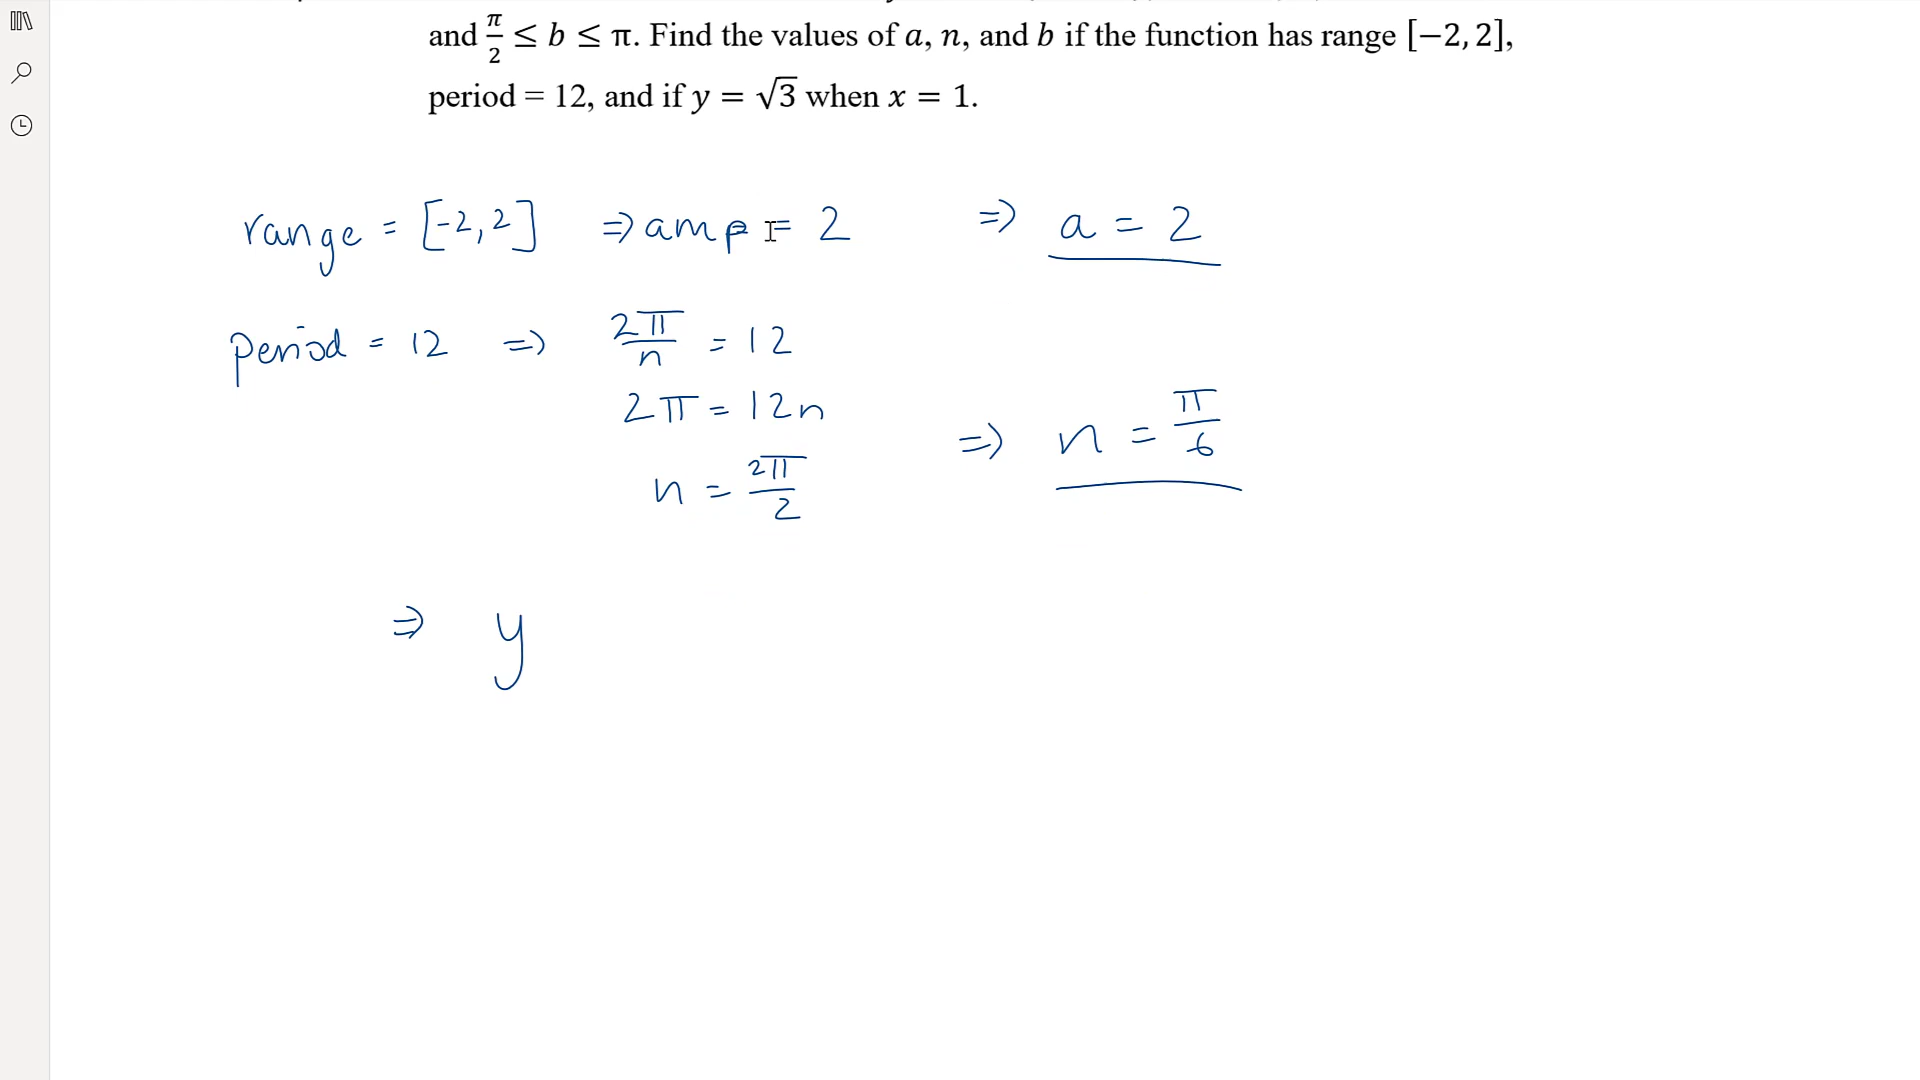 and π/2 ≤ b ≤ π. Find the values of a, n, and b if the function has range [−2, 2],
period = 12, and if y = √3 when x = 1.
range = [-2,2] ⇒ amp = 2 ⇒ a = 2
period = 12 ⇒ 2π/n = 12
2π = 12n
n = 2π/2 ⇒ n = π/6
⇒ y